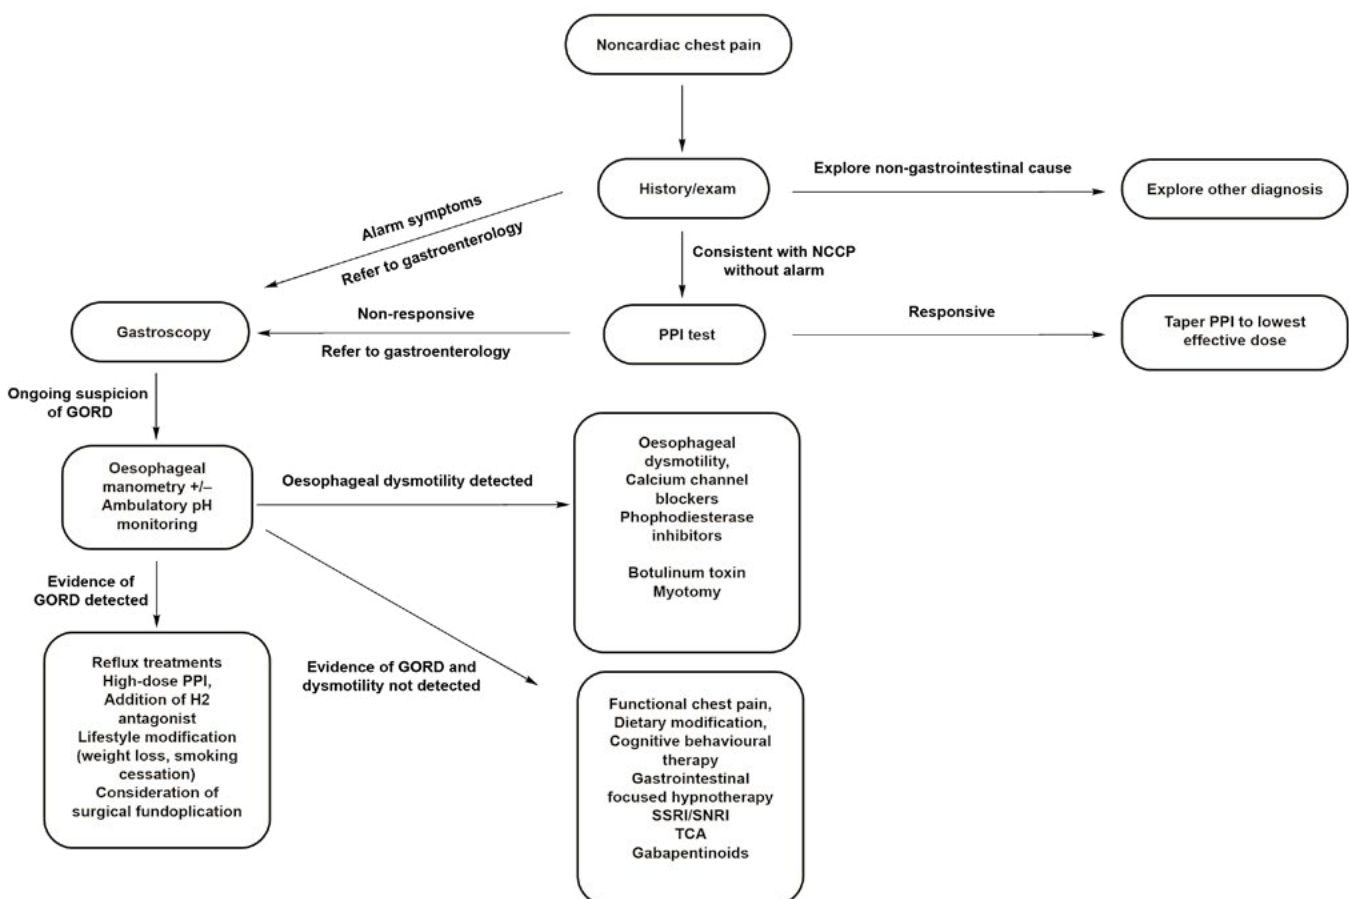 Noncardiac chest pain
History/exam
Explore non-gastrointestinal cause
Explore other diagnosis
Alarm symptoms
Refer to gastroenterology
Consistent with NCCP
without alarm
Gastroscopy
Non-responsive
Refer to gastroenterology
PPI test
Responsive
Taper PPI to lowest
effective dose
Ongoing suspicion
of GORD
Oesophageal
manometry +/–
Ambulatory pH
monitoring
Oesophageal dysmotility detected
Oesophageal
dysmotility,
Calcium channel
blockers
Phophodiesterase
inhibitors
Botulinum toxin
Myotomy
Evidence of
GORD detected
Reflux treatments
High-dose PPI,
Addition of H2
antagonist
Lifestyle modification
(weight loss, smoking
cessation)
Consideration of
surgical fundoplication
Evidence of GORD and
dysmotility not detected
Functional chest pain,
Dietary modification,
Cognitive behavioural
therapy
Gastrointestinal
focused hypnotherapy
SSRI/SNRI
TCA
Gabapentinoids